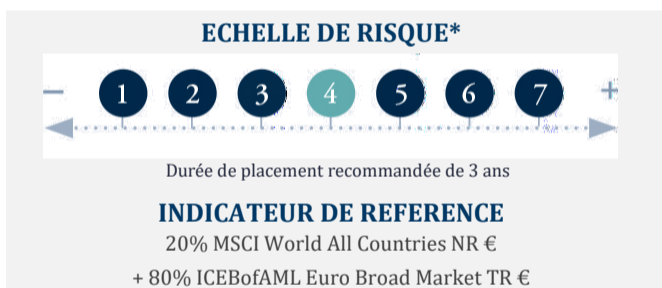 ECHELLE DE RISQUE*
− 1 2 3 4 5 6 7 +
Durée de placement recommandée de 3 ans
INDICATEUR DE REFERENCE
20% MSCI World All Countries NR €
+ 80% ICEBofAML Euro Broad Market TR €